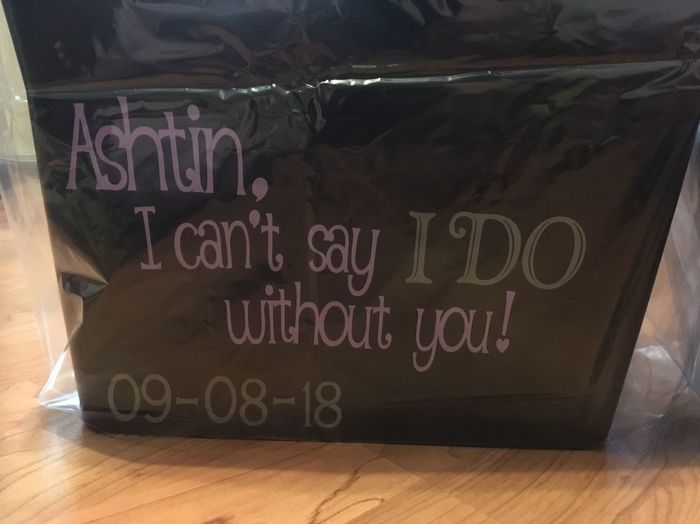 Ashtin,
I can't say I DO
without you!
09-08-18